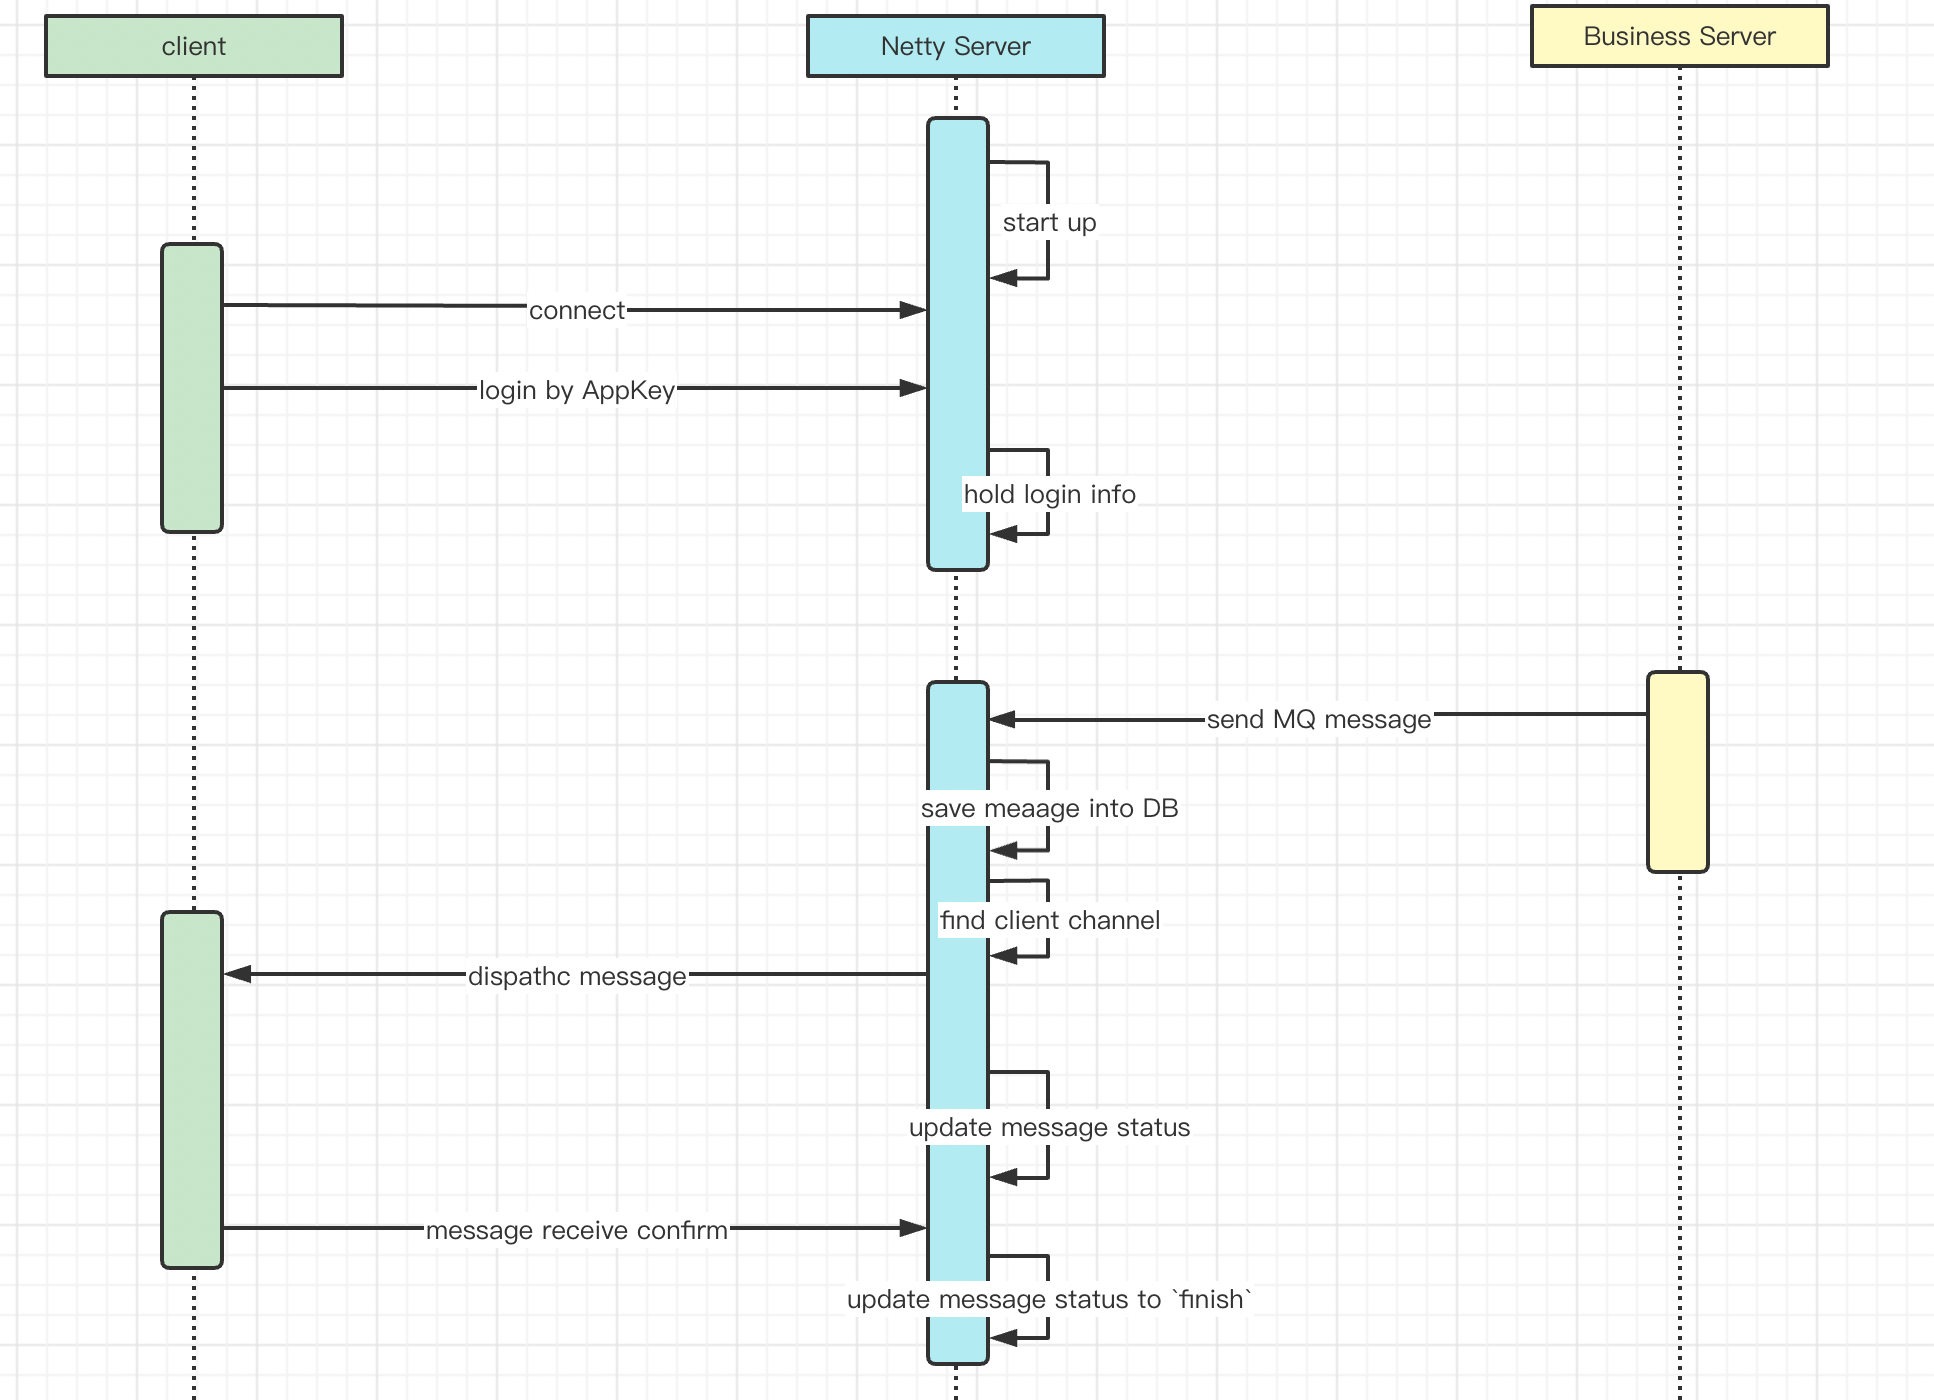 client
Netty Server
Business Server
start up
connect
login by AppKey
hold login info
send MQ message
save meaage into DB
find client channel
dispathc message
update message status
message receive confirm
update message status to `finish`